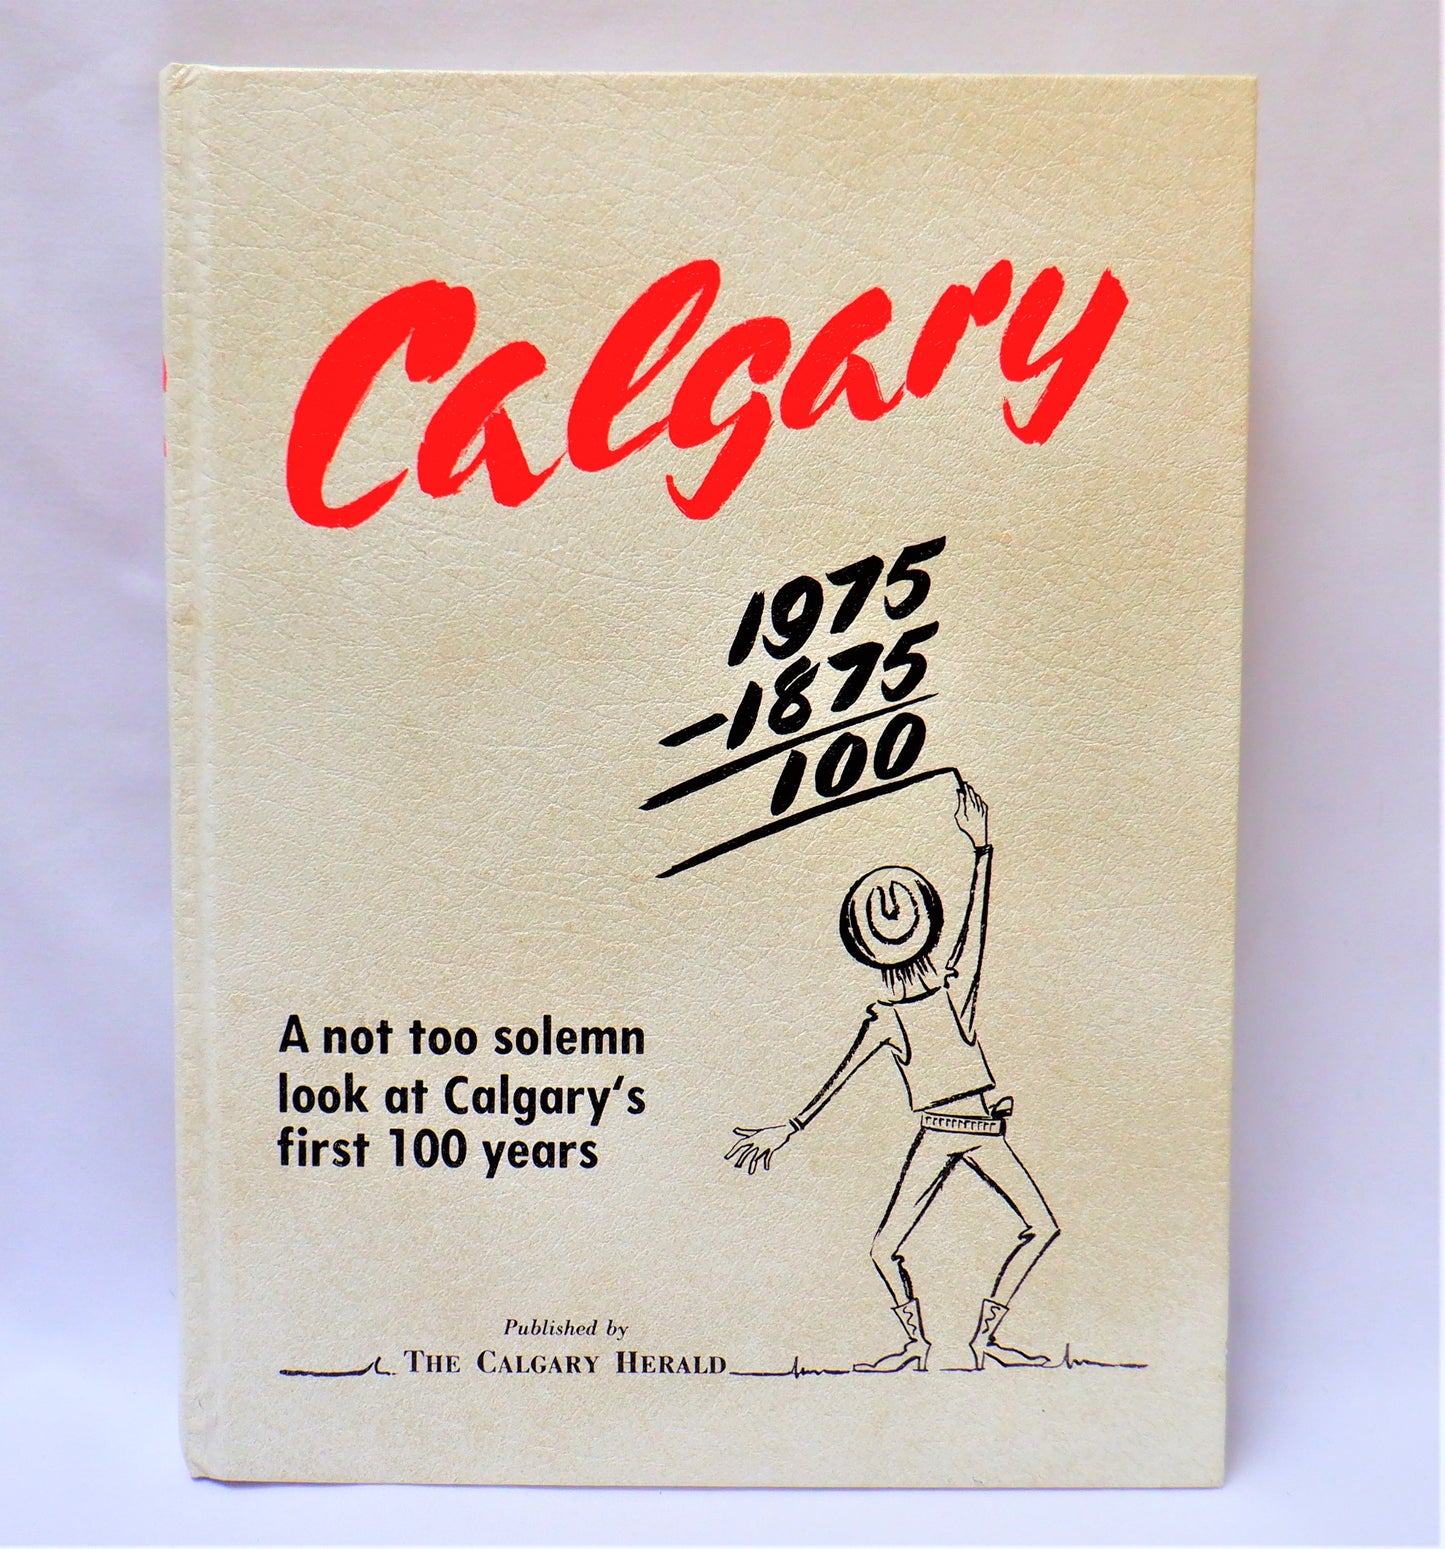 Calgary
1975
-1875
100
A not too solemn
look at Calgary‘s
first 100 years
Published by
THE CALGARY HERALD